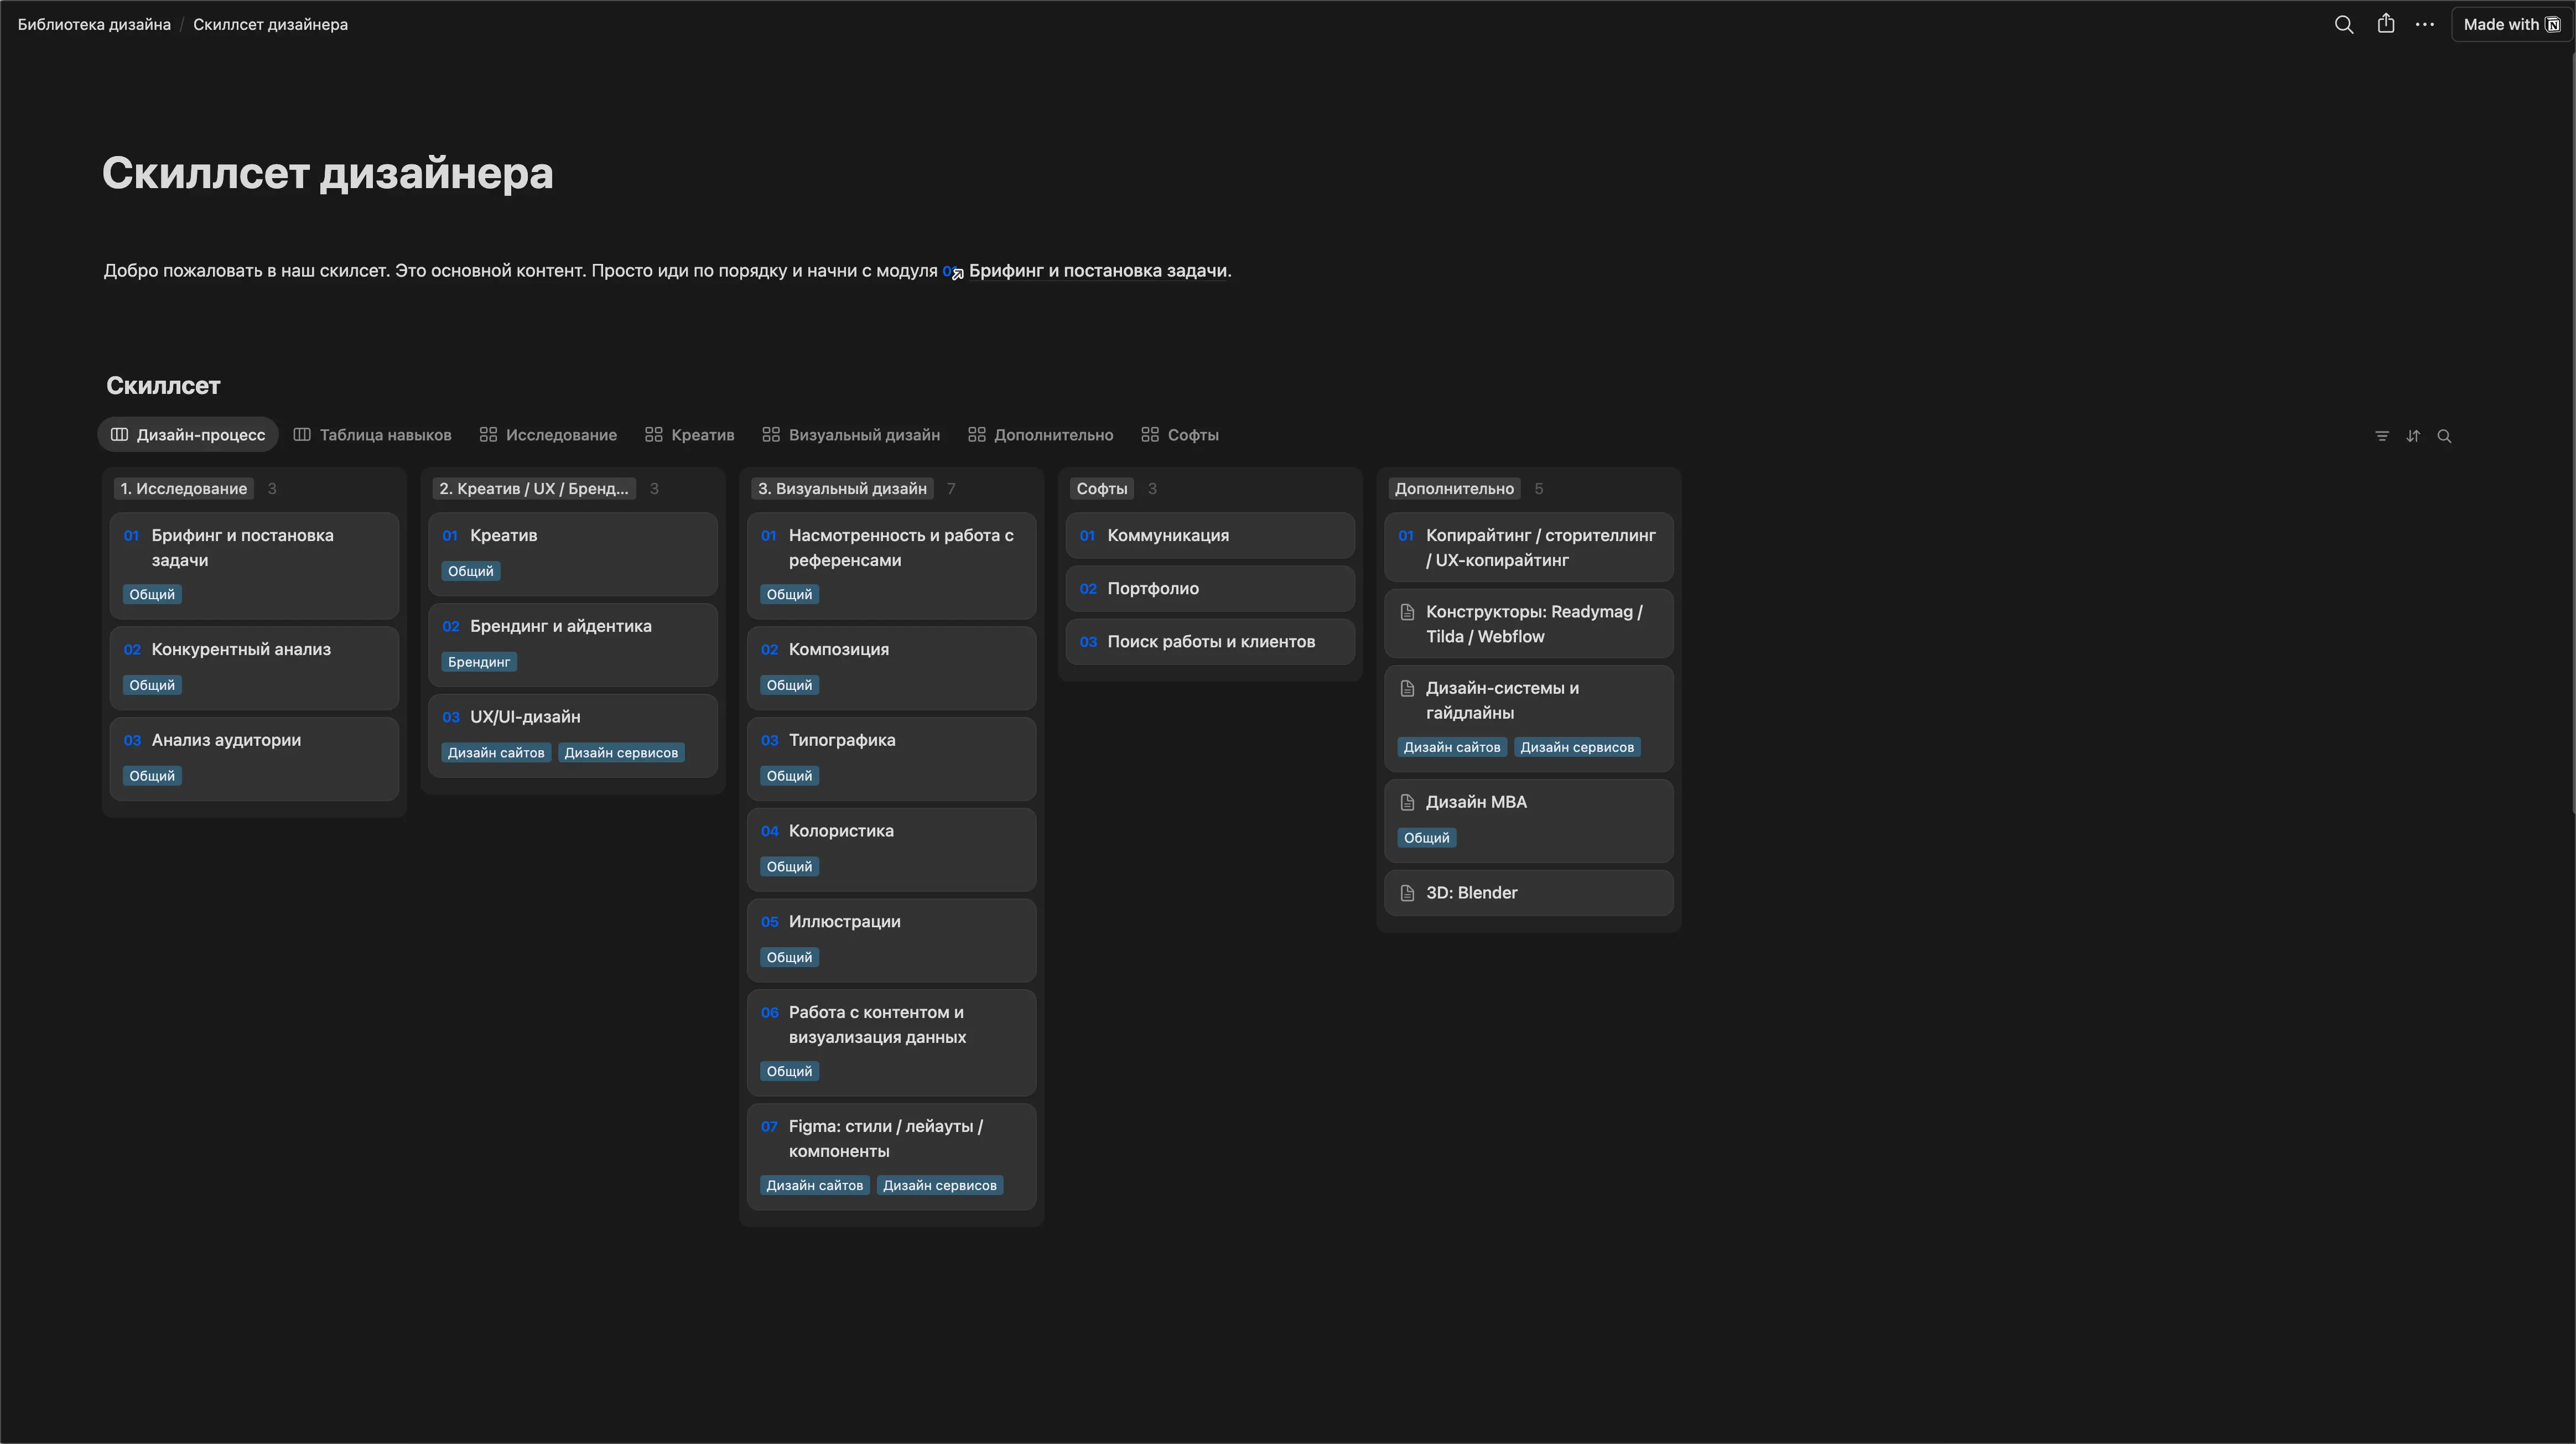 Библиотека дизайна / Скиллсет дизайнера
Made with
Скиллсет дизайнера
Добро пожаловать в наш скилсет. Это основной контент. Просто иди по порядку и начни с модуля Брифинг и постановка задачи.
Скиллсет
Дизайн-процесс
Таблица навыков
Исследование
Креатив
Визуальный дизайн
Дополнительно
Софты
1. Исследование 3
01 Брифинг и постановка
задачи
Общий
02 Конкурентный анализ
Общий
03 Анализ аудитории
Общий
2. Креатив / UX / Бренд... 3
01 Креатив
Общий
02 Брендинг и айдентика
Брендинг
03 UX/UI-дизайн
Дизайн сайтов Дизайн сервисов
3. Визуальный дизайн 7
01 Насмотренность и работа с
референсами
Общий
02 Композиция
Общий
03 Типографика
Общий
04 Колористика
Общий
05 Иллюстрации
Общий
06 Работа с контентом и
визуализация данных
Общий
07 Figma: стили / лейауты /
компоненты
Дизайн сайтов Дизайн сервисов
Софты 3
01 Коммуникация
02 Портфолио
03 Поиск работы и клиентов
Дополнительно 5
01 Копирайтинг / сторителлинг
/ UX-копирайтинг
Конструкторы: Readymag /
Tilda / Webflow
Дизайн-системы и
гайдлайны
Дизайн сайтов Дизайн сервисов
Дизайн MBA
Общий
3D: Blender